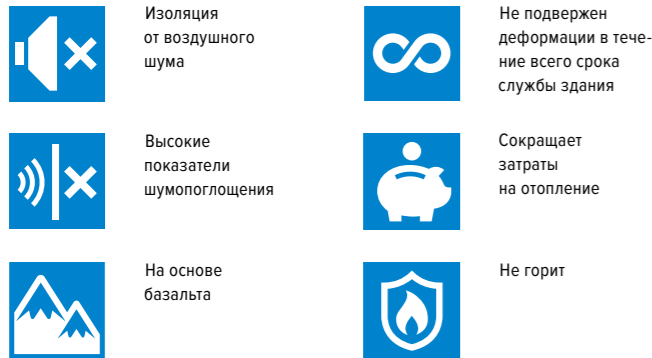 Изоляция
от воздушного
шума
Не подвержен
деформации в тече-
ние всего срока
службы здания
Высокие
показатели
шумопоглощения
Сокращает
затраты
на отопление
На основе
базальта
Не горит